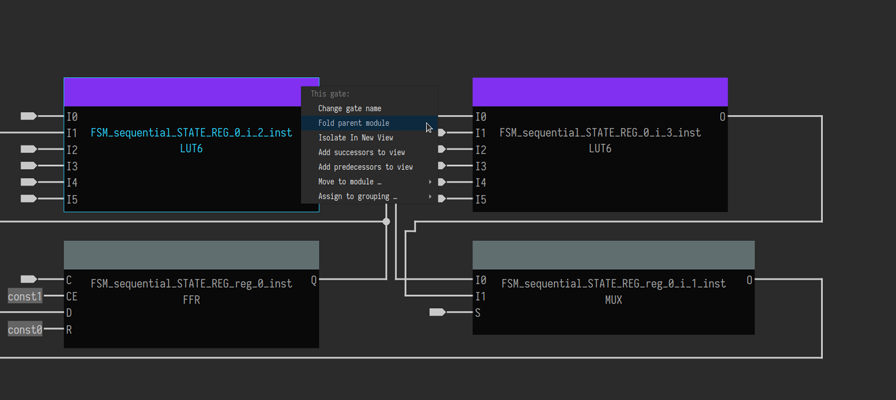 I0
I1
I2
I3
I4
I5
FSM_sequential_STATE_REG_0_i_2_inst
LUT6
This gate:
Change gate name
Fold parent module
Isolate In New View
Add successors to view
Add predecessors to view
Move to module …
Assign to grouping …
I0
I1
I2
I3
I4
I5
FSM_sequential_STATE_REG_0_i_3_inst
LUT6
O
C
CE
D
R
const1
const0
FSM_sequential_STATE_reg_0_inst
FFR
Q
I0
I1
S
FSM_sequential_STATE_reg_0_i_1_inst
MUX
O